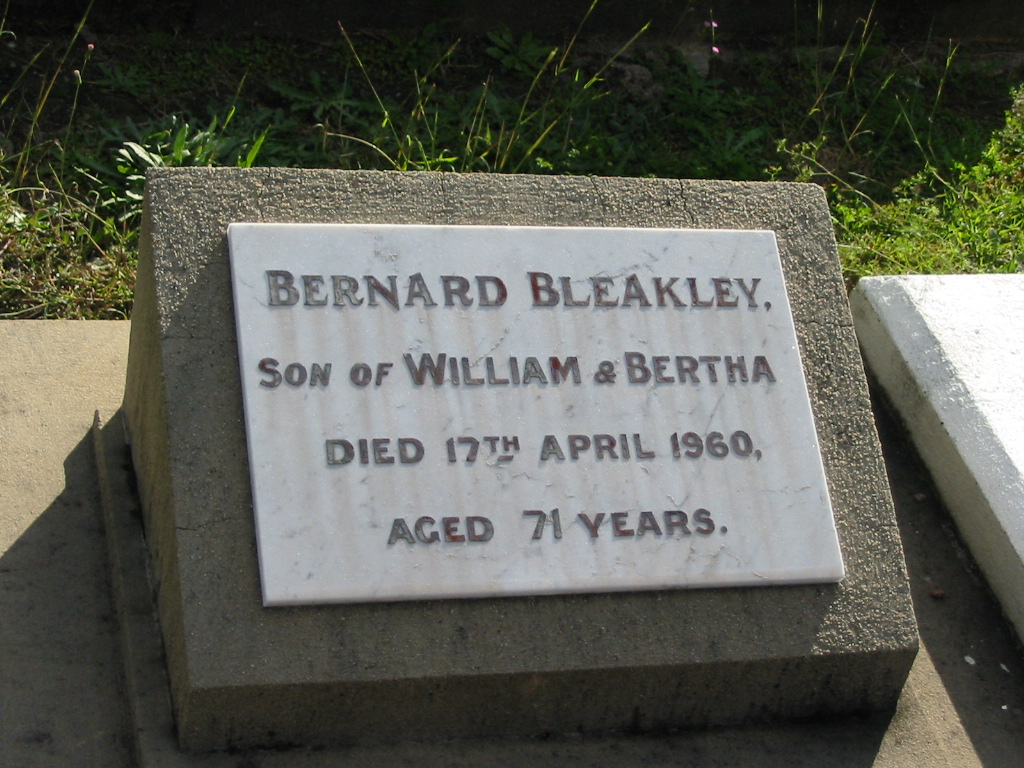 BERNARD BLEAKLEY,
SON OF WILLIAM & BERTHA
DIED 17TH APRIL 1960,
AGED 71 YEARS.